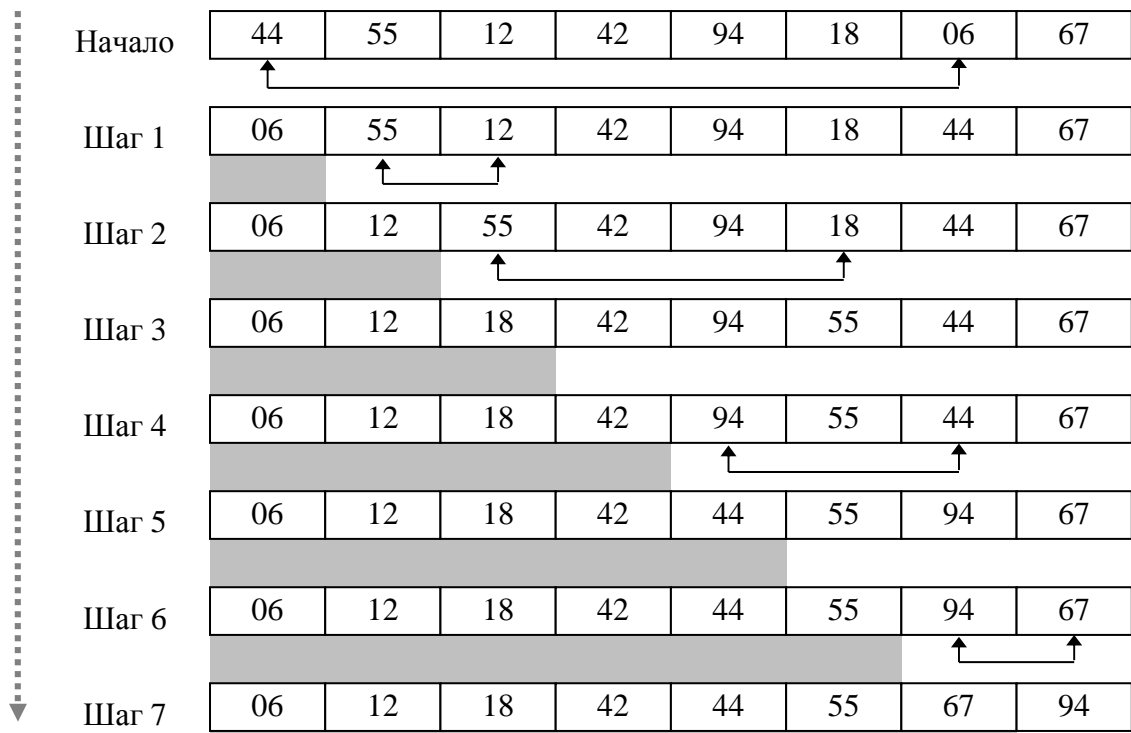 Начало 44 55 12 42 94 18 06 67
Шаг 1 06 55 12 42 94 18 44 67
Шаг 2 06 12 55 42 94 18 44 67
Шаг 3 06 12 18 42 94 55 44 67
Шаг 4 06 12 18 42 94 55 44 67
Шаг 5 06 12 18 42 44 55 94 67
Шаг 6 06 12 18 42 44 55 94 67
Шаг 7 06 12 18 42 44 55 67 94